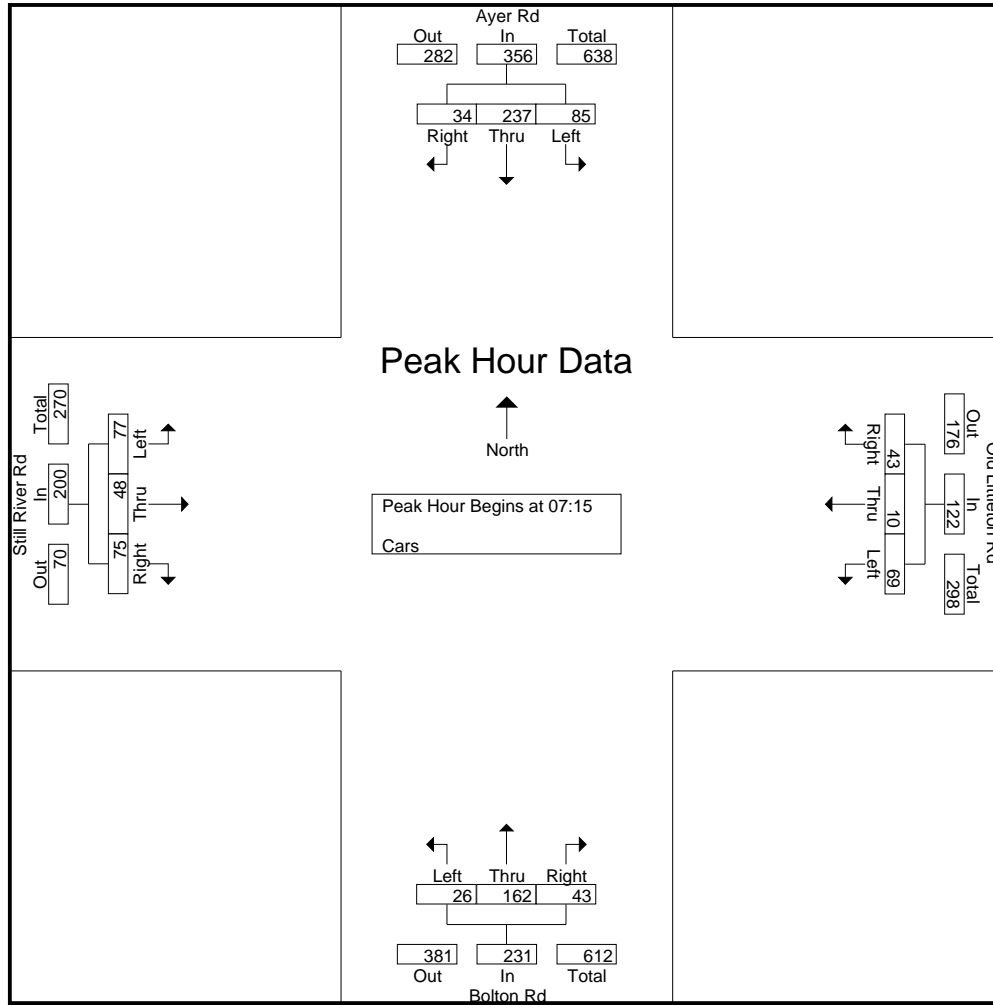 Ayer Rd
Out In Total
282 356 638
34 237 85
Right Thru Left
Peak Hour Data
North
Peak Hour Begins at 07:15
Cars
Still River Rd
Total In Out
270 200 70
77 48 75
Left Thru Right
Old Littleton Rd
Out In Total
176 122 298
43 10 69
Right Thru Left
Left Thru Right
26 162 43
381 231 612
Out In Total
Bolton Rd